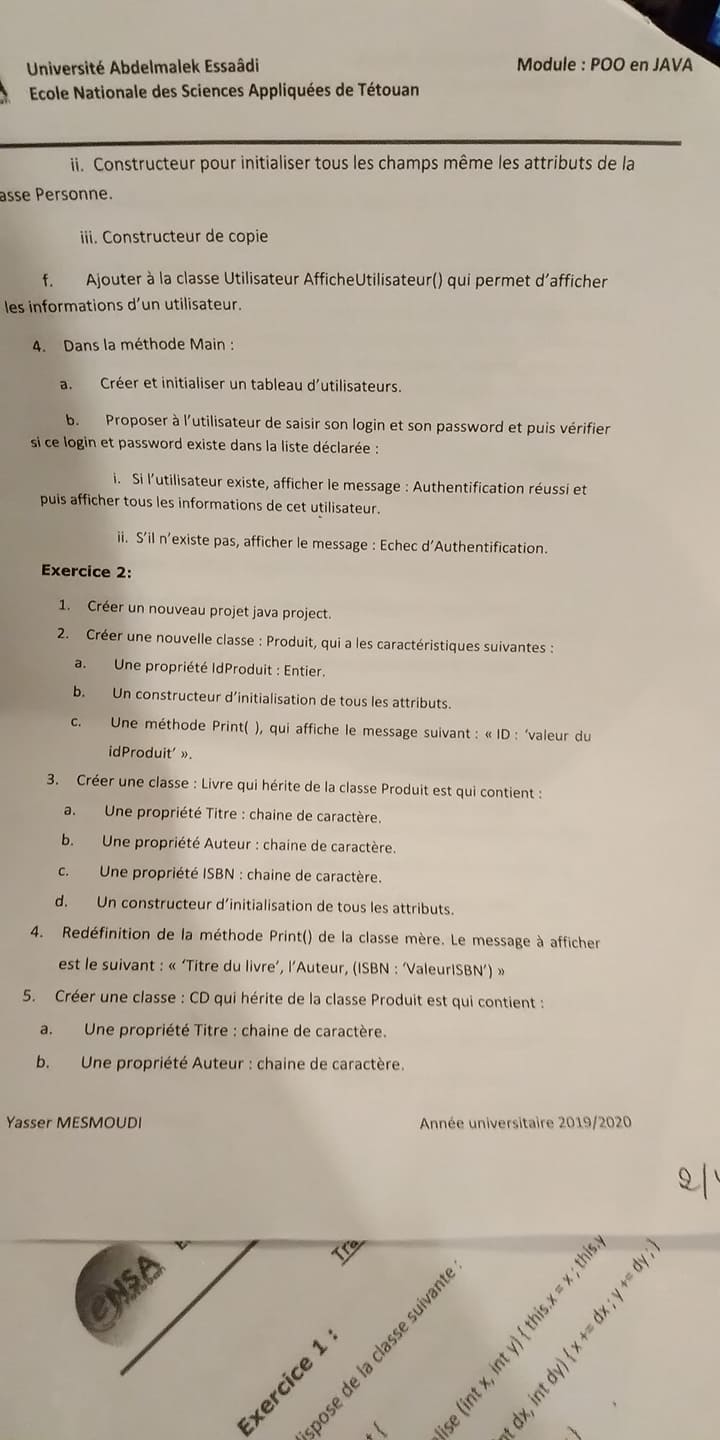 Université Abdelmalek Essaâdi Module : POO en JAVA
Ecole Nationale des Sciences Appliquées de Tétouan
ii. Constructeur pour initialiser tous les champs même les attributs de la
asse Personne.
iii. Constructeur de copie
f. Ajouter à la classe Utilisateur AfficheUtilisateur() qui permet d'afficher
les informations d'un utilisateur.
4. Dans la méthode Main :
a. Créer et initialiser un tableau d'utilisateurs.
b. Proposer à l'utilisateur de saisir son login et son password et puis vérifier
si ce login et password existe dans la liste déclarée :
i. Si l'utilisateur existe, afficher le message : Authentification réussi et
puis afficher tous les informations de cet utilisateur.
ii. S'il n'existe pas, afficher le message : Echec d'Authentification.
Exercice 2:
1. Créer un nouveau projet java project.
2. Créer une nouvelle classe : Produit, qui a les caractéristiques suivantes :
a. Une propriété IdProduit : Entier.
b. Un constructeur d'initialisation de tous les attributs.
c. Une méthode Print( ), qui affiche le message suivant : « ID : 'valeur du
idProduit' ».
3. Créer une classe : Livre qui hérite de la classe Produit est qui contient :
a. Une propriété Titre : chaine de caractère.
b. Une propriété Auteur : chaine de caractère.
c. Une propriété ISBN : chaine de caractère.
d. Un constructeur d'initialisation de tous les attributs.
4. Redéfinition de la méthode Print() de la classe mère. Le message à afficher
est le suivant : « 'Titre du livre', l'Auteur, (ISBN : 'ValeurISBN') »
5. Créer une classe : CD qui hérite de la classe Produit est qui contient :
a. Une propriété Titre : chaine de caractère.
b. Une propriété Auteur : chaine de caractère.
Yasser MESMOUDI Année universitaire 2019/2020
2/
eNSA
Tra
Exercice 1 :
ispose de la classe suivante :
t {
lise (int x, int y) { this.x = x ; this.y
t dx, int dy) { x += dx ; y += dy ; }
}